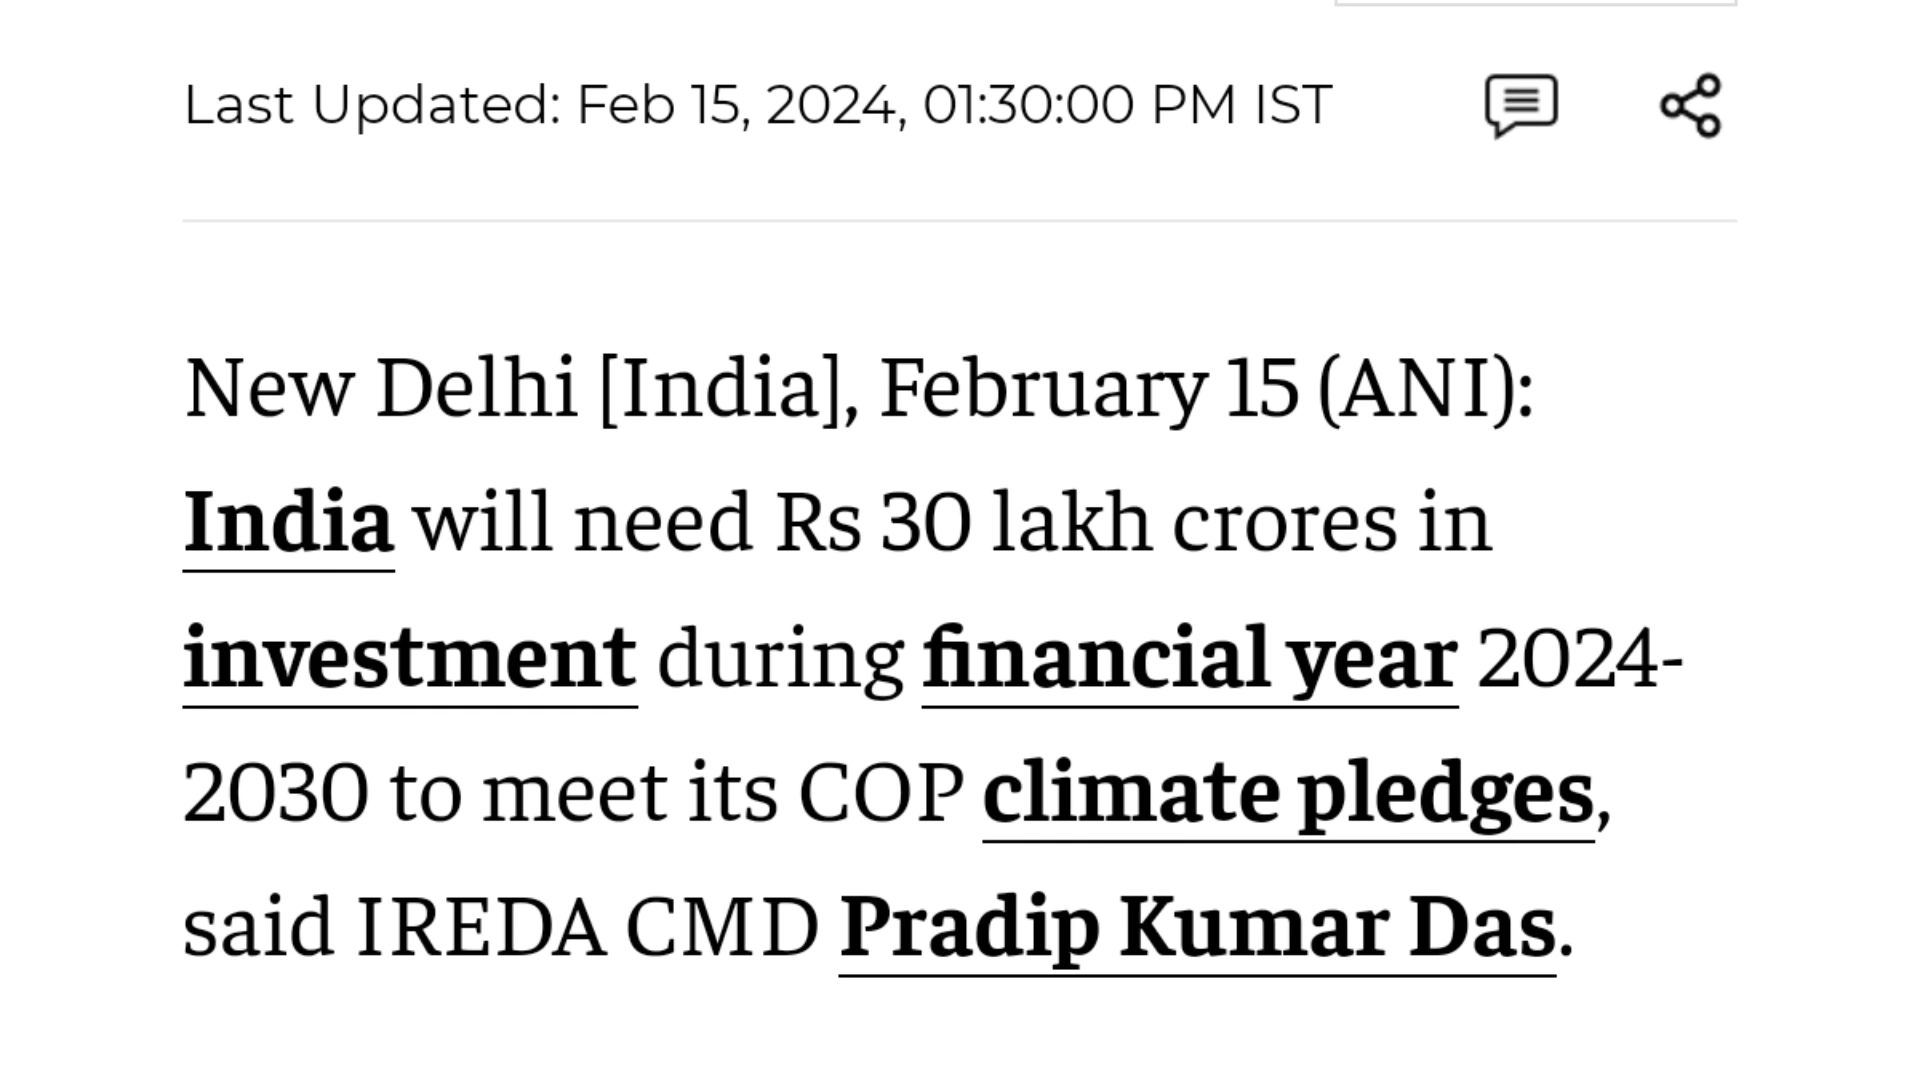 Last Updated: Feb 15, 2024, 01:30:00 PM IST
New Delhi [India], February 15 (ANI):
India will need Rs 30 lakh crores in
investment during financial year 2024-
2030 to meet its COP climate pledges,
said IREDA CMD Pradip Kumar Das.